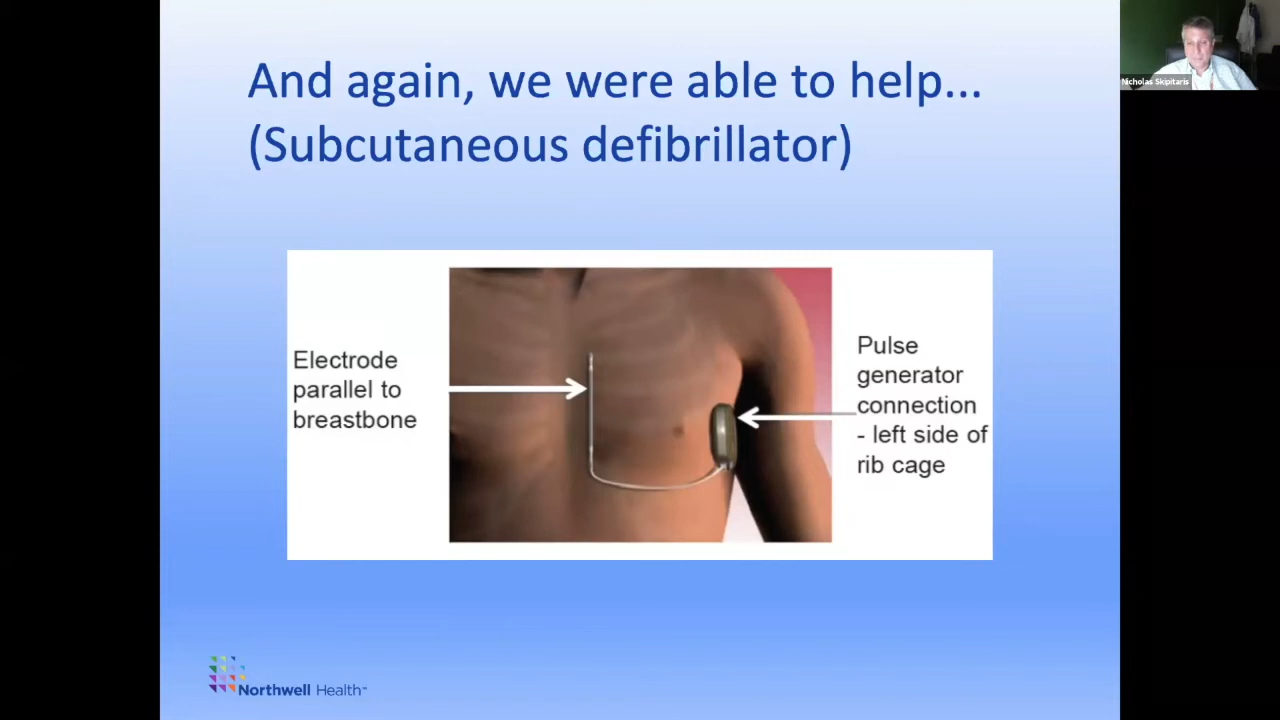 And again, we were able to help...
(Subcutaneous defibrillator)
Electrode
parallel to
breastbone
Pulse
generator
connection
- left side of
rib cage
Northwell Health™
Nicholas Skipitaris